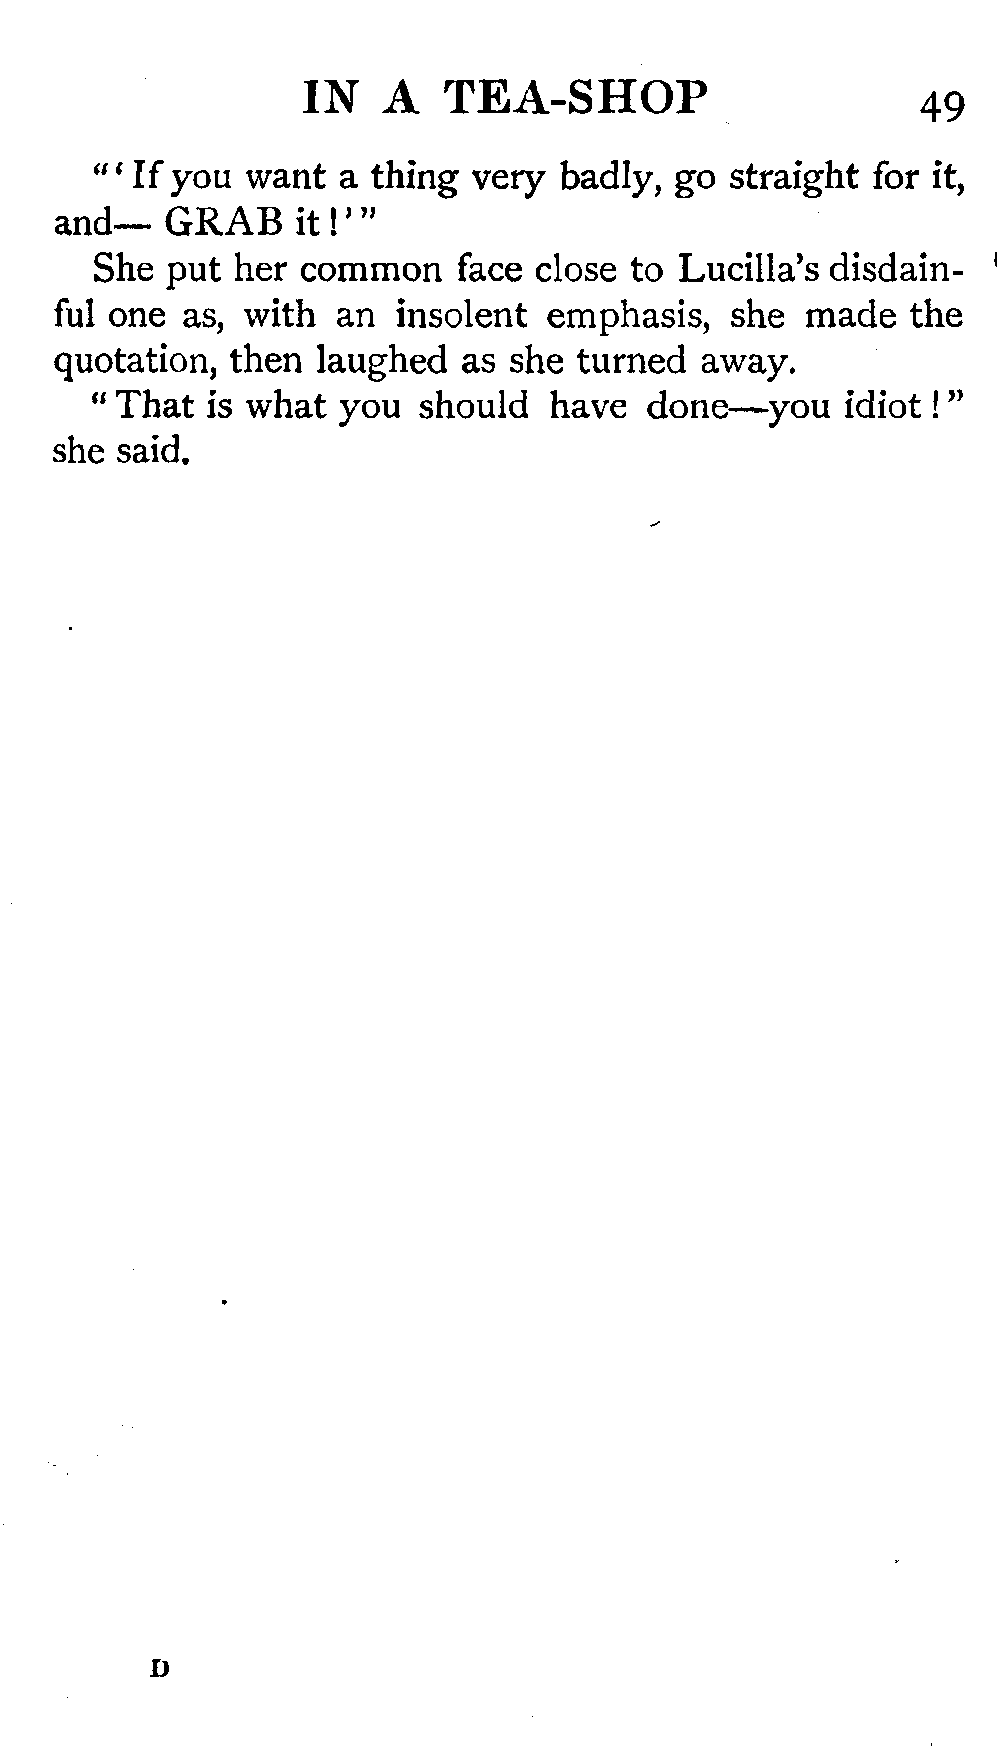 IN A TEA-SHOP 49
"‘If you want a thing very badly, go straight for it,
and— GRAB it!’"
She put her common face close to Lucilla's disdain-
ful one as, with an insolent emphasis, she made the
quotation, then laughed as she turned away.
"That is what you should have done—you idiot!"
she said.
D